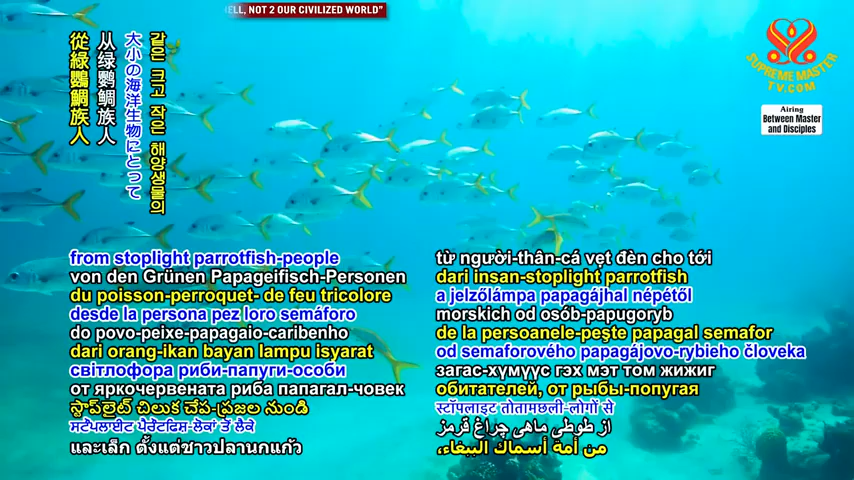 ELL, NOT 2 OUR CIVILIZED WORLD”
SUPREME MASTER
TV.COM
Airing
Between Master
and Disciples
같은 크고 작은 해양생물의
大小の海洋生物にとって
从绿鹦鲷族人
從綠鸚鯛族人
from stoplight parrotfish-people
von den Grünen Papageifisch-Personen
du poisson-perroquet- de feu tricolore
desde la persona pez loro semáforo
do povo-peixe-papagaio-caribenho
dari orang-ikan bayan lampu isyarat
світлофора риби-папуги-особи
от яркочервената риба папагал-човек
స్టాప్‌లైట్ చిలుక చేప-ప్రజల నుండి
ਸਟੌਪਲਾਈਟ ਪੈਰੌਟਫਿਸ਼-ਲੋਕਾਂ ਤੋਂ ਲੈਕੇ
และเล็ก ตั้งแต่ชาวปลานกแก้ว
từ người-thân-cá vẹt đèn cho tới
dari insan-stoplight parrotfish
a jelzőlámpa papagájhal népétől
morskich od osób-papugoryb
de la persoanele-pește papagal semafor
od semaforového papagájovo-rybieho človeka
загас-хүмүүс гэх мэт том жижиг
обитателей, от рыбы-попугая
स्टॉपलाइट तोतामछली-लोगों से
از طوطی ماهی چراغ قرمز
من أمة أسماك الببغاء،